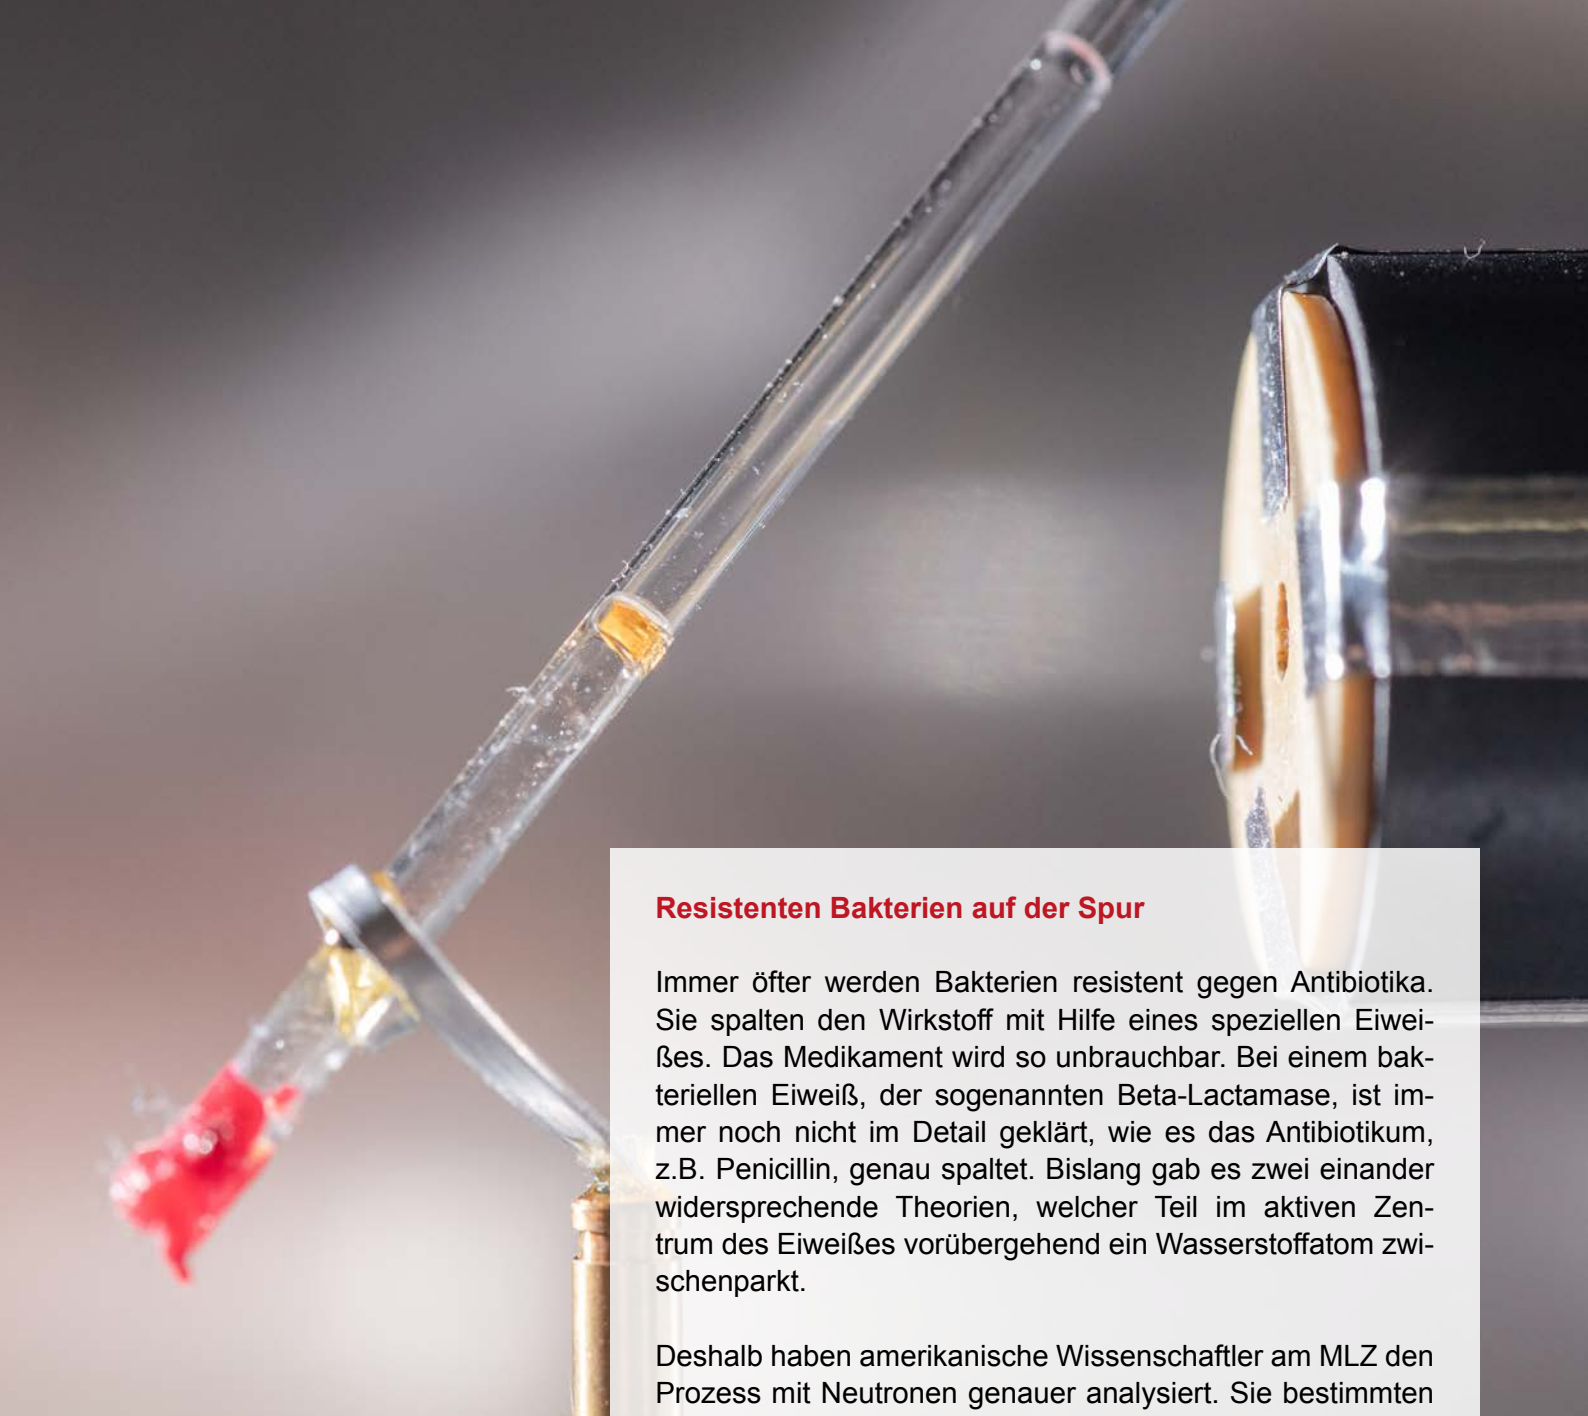 Resistenten Bakterien auf der Spur
Immer öfter werden Bakterien resistent gegen Antibiotika.
Sie spalten den Wirkstoff mit Hilfe eines speziellen Eiwei-
ßes. Das Medikament wird so unbrauchbar. Bei einem bak-
teriellen Eiweiß, der sogenannten Beta-Lactamase, ist im-
mer noch nicht im Detail geklärt, wie es das Antibiotikum,
z.B. Penicillin, genau spaltet. Bislang gab es zwei einander
widersprechende Theorien, welcher Teil im aktiven Zen-
trum des Eiweißes vorübergehend ein Wasserstoffatom zwi-
schenparkt.
Deshalb haben amerikanische Wissenschaftler am MLZ den
Prozess mit Neutronen genauer analysiert. Sie bestimmten